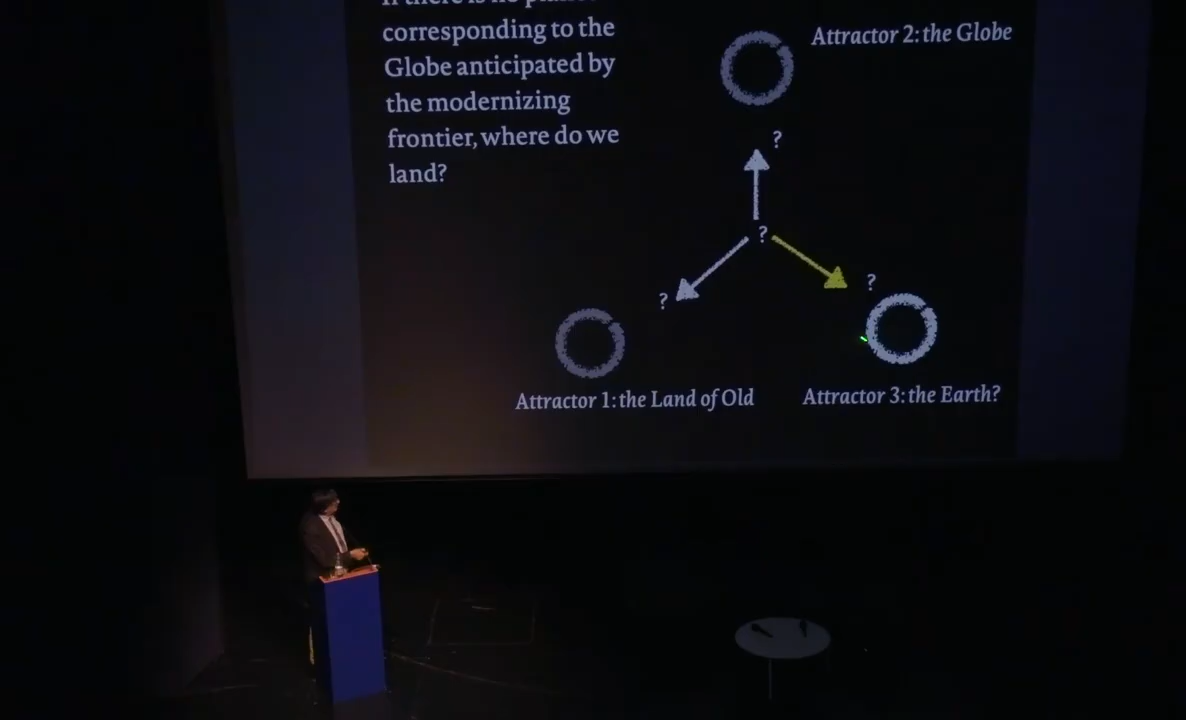 corresponding to the
Globe anticipated by
the modernizing
frontier, where do we
land?
Attractor 2: the Globe
?
?
?
?
Attractor 1: the Land of Old
Attractor 3: the Earth?